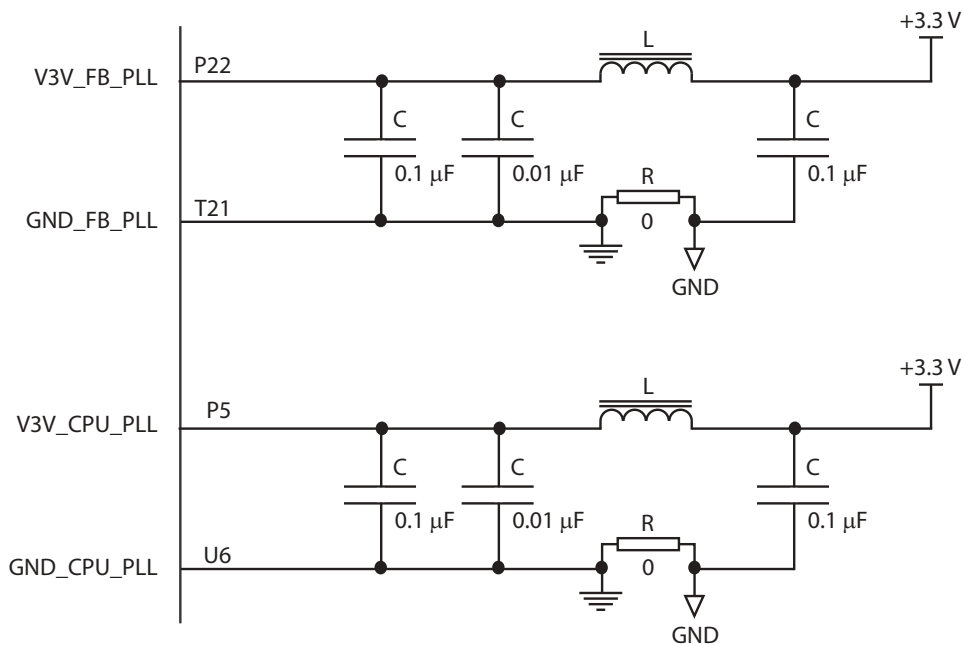 +3.3 V
L
P22
V3V_FB_PLL
C
C
C
0.1 μF
0.01 μF
0.1 μF
R
T21
GND_FB_PLL
0
GND
+3.3 V
L
P5
V3V_CPU_PLL
C
C
C
0.1 μF
0.01 μF
0.1 μF
R
U6
GND_CPU_PLL
0
GND